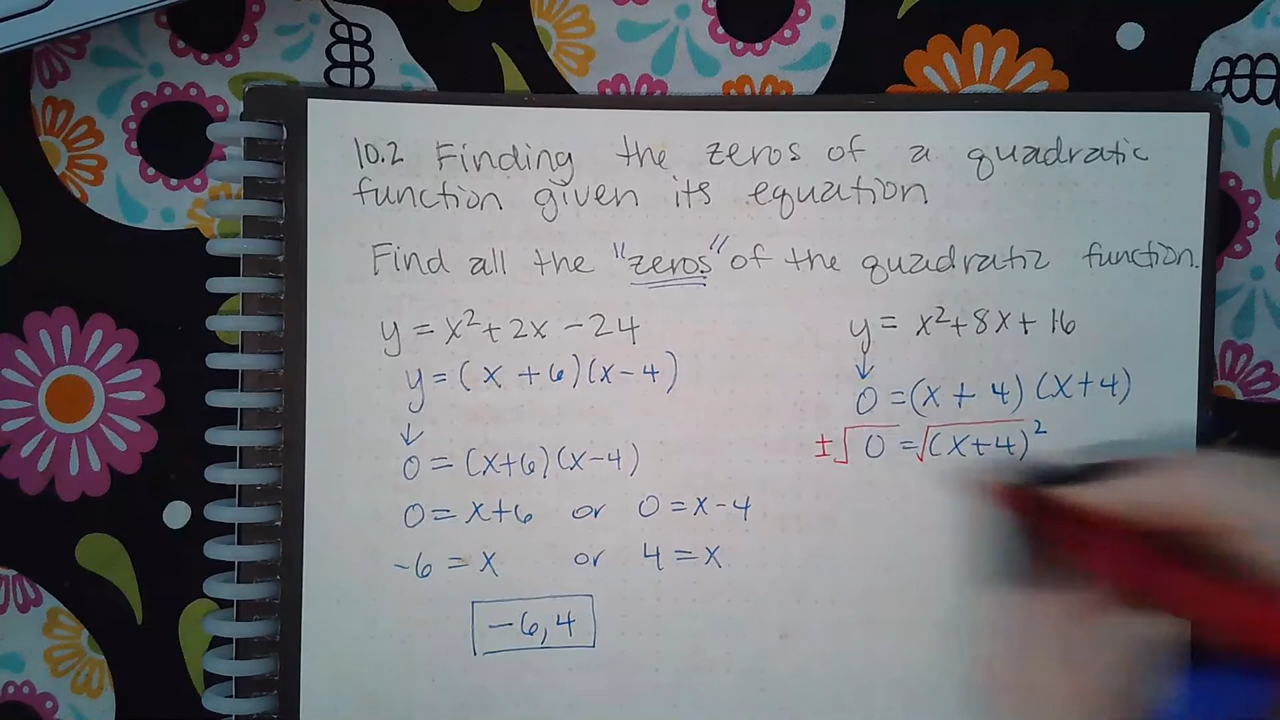 10.2 Finding the zeros of a quadratic
function given its equation
Find all the "zeros" of the quadratic function.
y = x²+2x -24
y = (x +6)(x-4)
↓
0 = (x+6)(x-4)
0 = x+6 or 0 = x-4
-6 = x or 4 = x
-6,4
y = x²+8x+16
↓
0 =(x + 4)(x+4)
±√0 = √(x+4)²